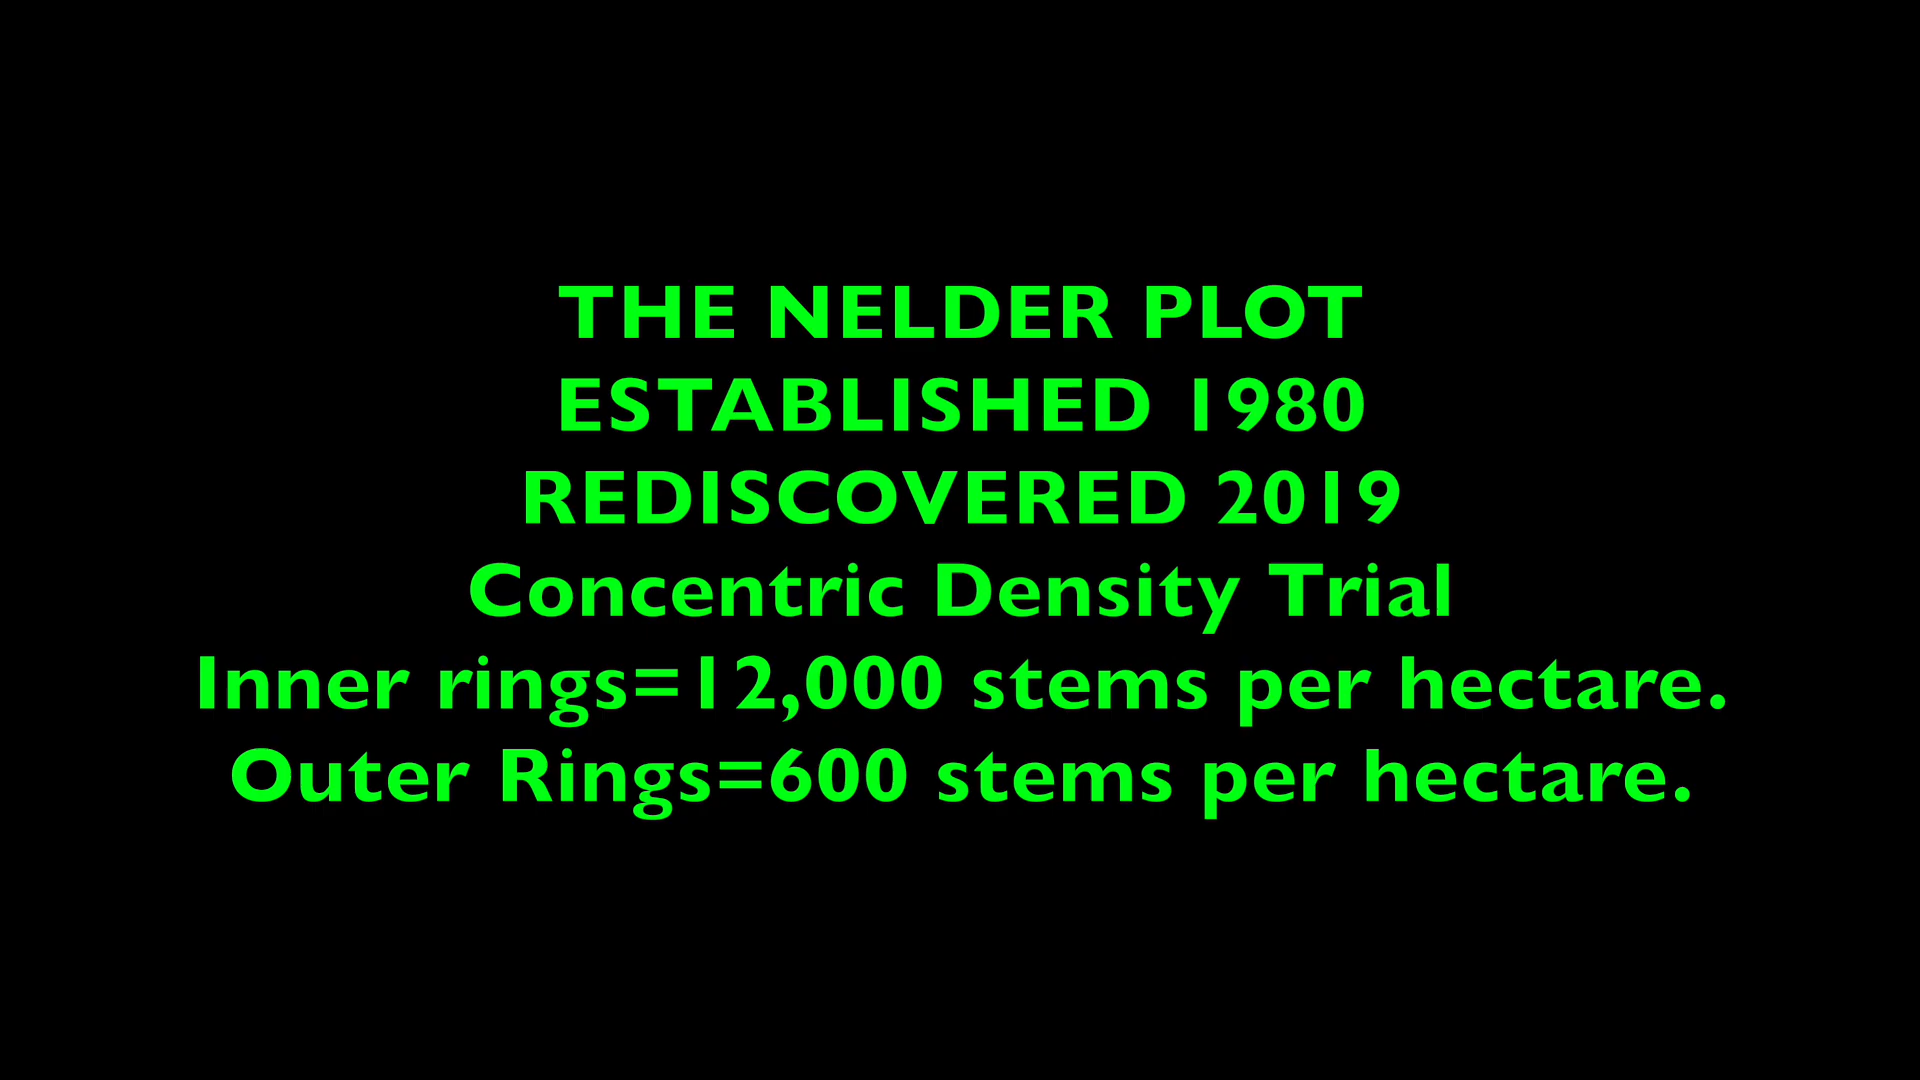 THE NELDER PLOT
ESTABLISHED 1980
REDISCOVERED 2019
Concentric Density Trial
Inner rings=12,000 stems per hectare.
Outer Rings=600 stems per hectare.